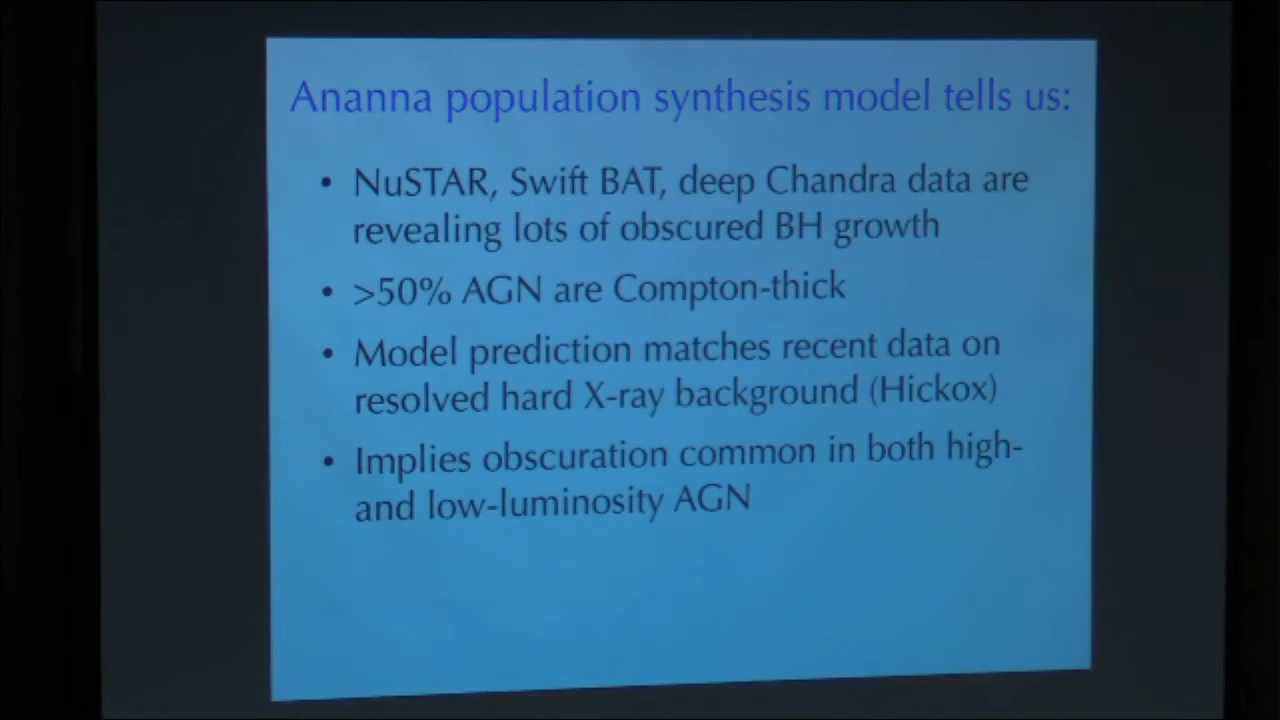 Ananna population synthesis model tells us:
• NuSTAR, Swift BAT, deep Chandra data are
revealing lots of obscured BH growth
• >50% AGN are Compton-thick
• Model prediction matches recent data on
resolved hard X-ray background (Hickox)
• Implies obscuration common in both high-
and low-luminosity AGN